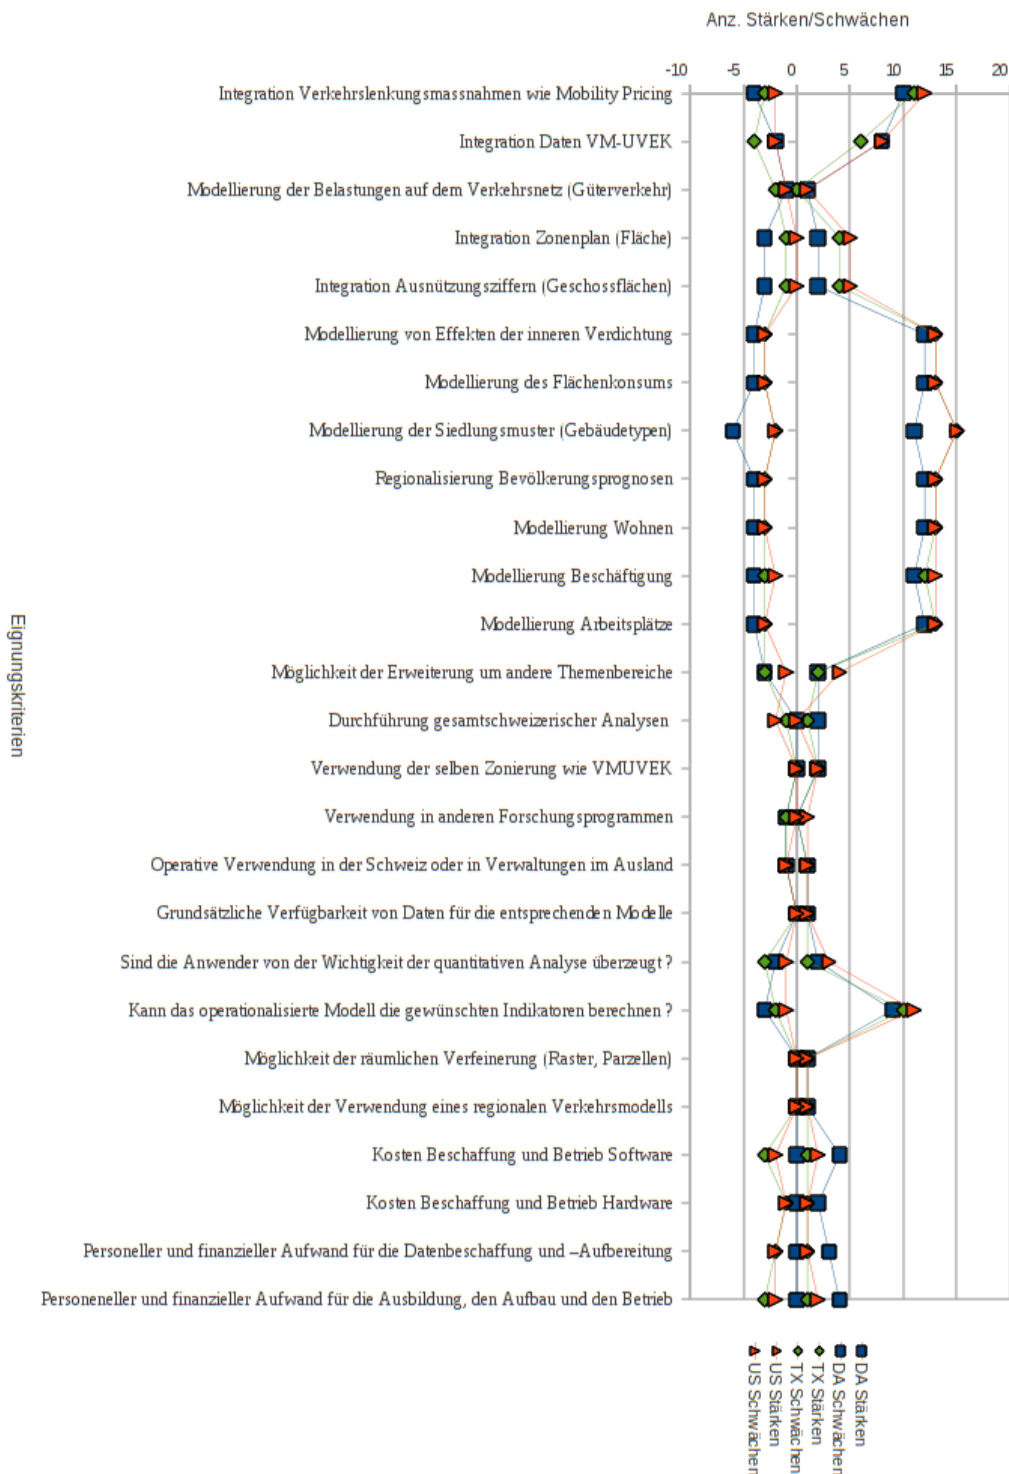 Anz. Stärken/Schwächen
-10 -5 0 5 10 15 20
Integration Verkehrslenkungsmassnahmen wie Mobility Pricing
Integration Daten VM-UVEK
Modellierung der Belastungen auf dem Verkehrsnetz (Güterverkehr)
Integration Zonenplan (Fläche)
Integration Ausnützungsziffern (Geschossflächen)
Modellierung von Effekten der inneren Verdichtung
Modellierung des Flächenkonsums
Modellierung der Siedlungsmuster (Gebäudetypen)
Regionalisierung Bevölkerungsprognosen
Modellierung Wohnen
Modellierung Beschäftigung
Modellierung Arbeitsplätze
Möglichkeit der Erweiterung um andere Themenbereiche
Durchführung gesamtschweizerischer Analysen
Verwendung der selben Zonierung wie VMUVEK
Verwendung in anderen Forschungsprogrammen
Operative Verwendung in der Schweiz oder in Verwaltungen im Ausland
Grundsätzliche Verfügbarkeit von Daten für die entsprechenden Modelle
Sind die Anwender von der Wichtigkeit der quantitativen Analyse überzeugt ?
Kann das operationalisierte Modell die gewünschten Indikatoren berechnen ?
Möglichkeit der räumlichen Verfeinerung (Raster, Parzellen)
Möglichkeit der Verwendung eines regionalen Verkehrsmodells
Kosten Beschaffung und Betrieb Software
Kosten Beschaffung und Betrieb Hardware
Personeller und finanzieller Aufwand für die Datenbeschaffung und –Aufbereitung
Personeneller und finanzieller Aufwand für die Ausbildung, den Aufbau und den Betrieb
Eignungskriterien
DA Stärken
DA Schwächen
TX Stärken
TX Schwächen
US Stärken
US Schwächen